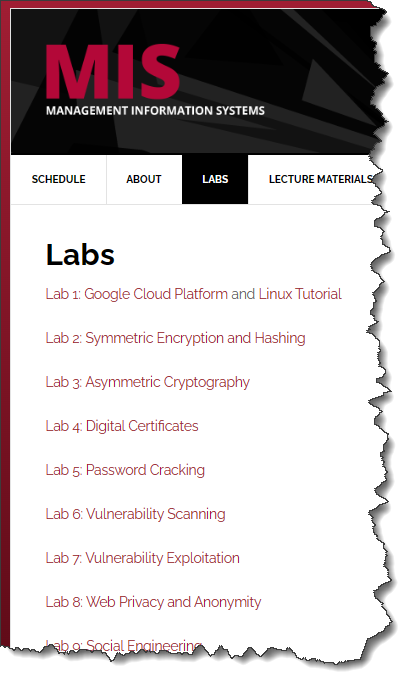 MIS
MANAGEMENT INFORMATION SYSTEMS
SCHEDULE ABOUT LABS LECTURE MATERIALS
Labs
Lab 1: Google Cloud Platform and Linux Tutorial
Lab 2: Symmetric Encryption and Hashing
Lab 3: Asymmetric Cryptography
Lab 4: Digital Certificates
Lab 5: Password Cracking
Lab 6: Vulnerability Scanning
Lab 7: Vulnerability Exploitation
Lab 8: Web Privacy and Anonymity
Lab 9: Social Engineering